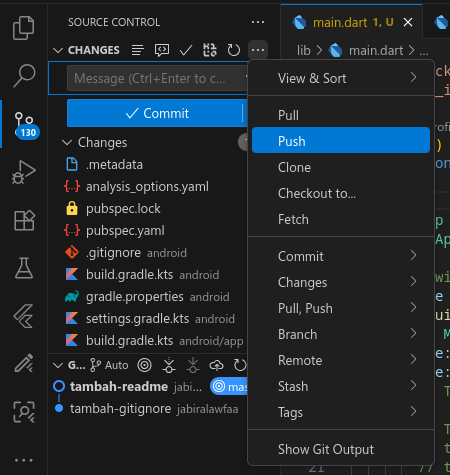 SOURCE CONTROL
main.dart 1, U
CHANGES
lib > main.dart > ...
Message (Ctrl+Enter to c...
Commit
Changes
.metadata
analysis_options.yaml
pubspec.lock
pubspec.yaml
.gitignore android
build.gradle.kts android
gradle.properties android
settings.gradle.kts android
build.gradle.kts android/app
130
G... Auto
tambah-readme jabi... mas
tambah-gitignore jabiralawfaa...
View & Sort
Pull
Push
Clone
Checkout to...
Fetch
Commit
Changes
Pull, Push
Branch
Remote
Stash
Tags
Show Git Output
21 // t